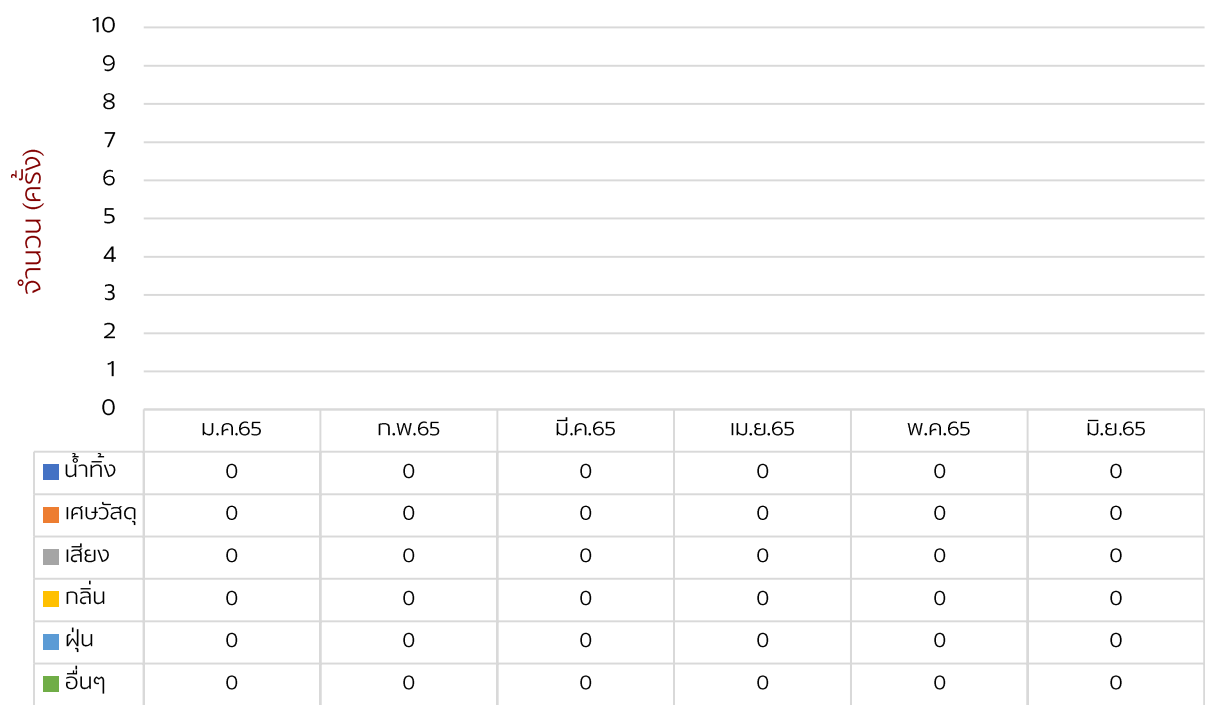 10
9
8
7
6
5
4
3
2
1
0
จำนวน (ครั้ง)
ม.ค.65 ก.พ.65 มี.ค.65 เม.ย.65 พ.ค.65 มิ.ย.65
น้ำทิ้ง 0 0 0 0 0 0
เศษวัสดุ 0 0 0 0 0 0
เสียง 0 0 0 0 0 0
กลิ่น 0 0 0 0 0 0
ฝุ่น 0 0 0 0 0 0
อื่นๆ 0 0 0 0 0 0